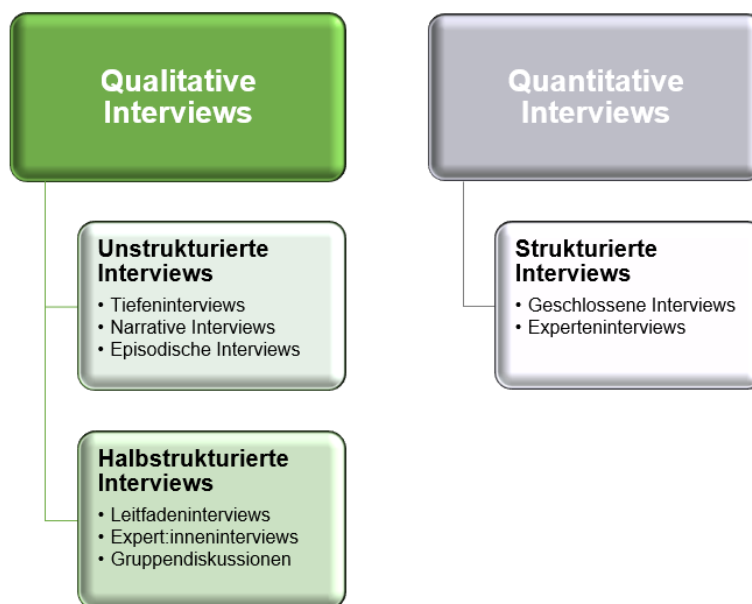 Qualitative
Interviews
Unstrukturierte
Interviews
• Tiefeninterviews
• Narrative Interviews
• Episodische Interviews
Halbstrukturierte
Interviews
• Leitfadeninterviews
• Expert:inneninterviews
• Gruppendiskussionen
Quantitative
Interviews
Strukturierte
Interviews
• Geschlossene Interviews
• Experteninterviews